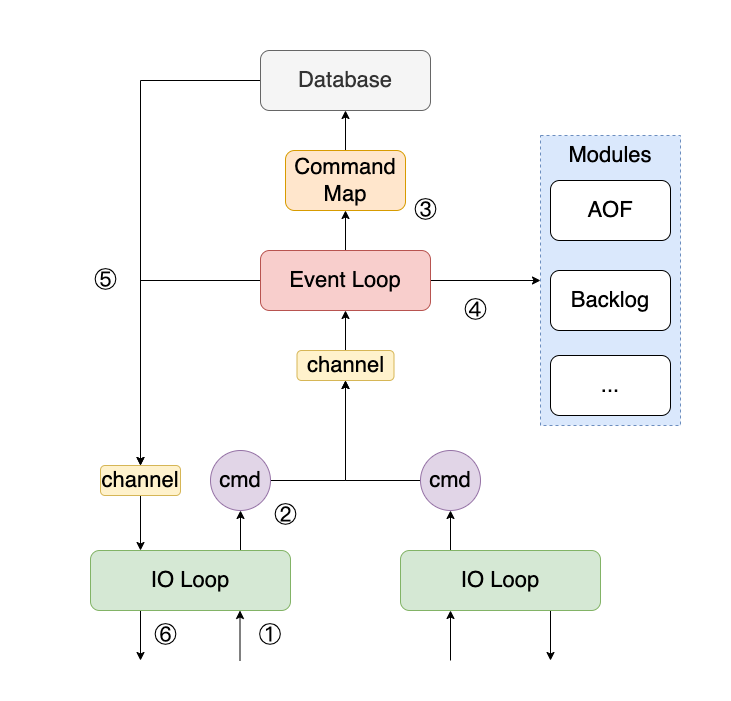 Database
Modules
Command
Map
AOF
③
⑤
Event Loop
④
Backlog
channel
...
channel
cmd
cmd
②
IO Loop
IO Loop
⑥
①